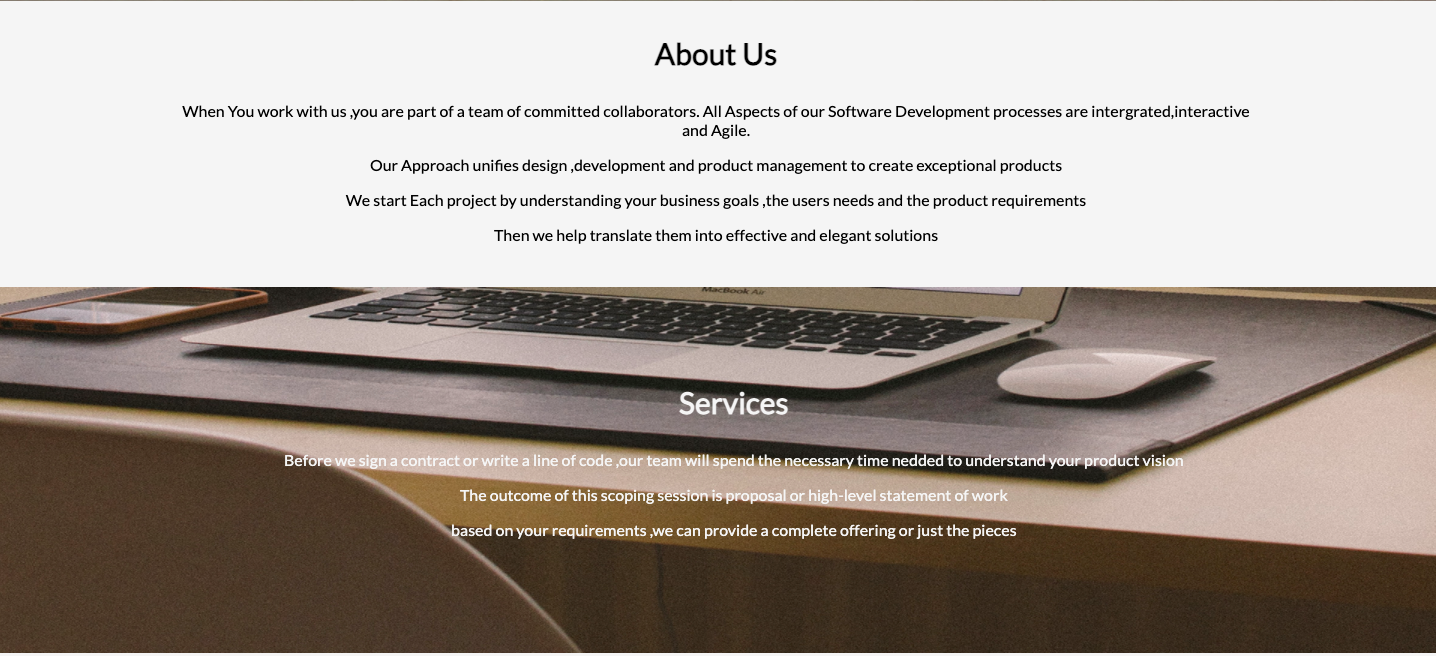 About Us
When You work with us ,you are part of a team of committed collaborators. All Aspects of our Software Development processes are intergrated,interactive
and Agile.
Our Approach unifies design ,development and product management to create exceptional products
We start Each project by understanding your business goals ,the users needs and the product requirements
Then we help translate them into effective and elegant solutions
MacBook Air
Services
Before we sign a contract or write a line of code ,our team will spend the necessary time nedded to understand your product vision
The outcome of this scoping session is proposal or high-level statement of work
based on your requirements ,we can provide a complete offering or just the pieces